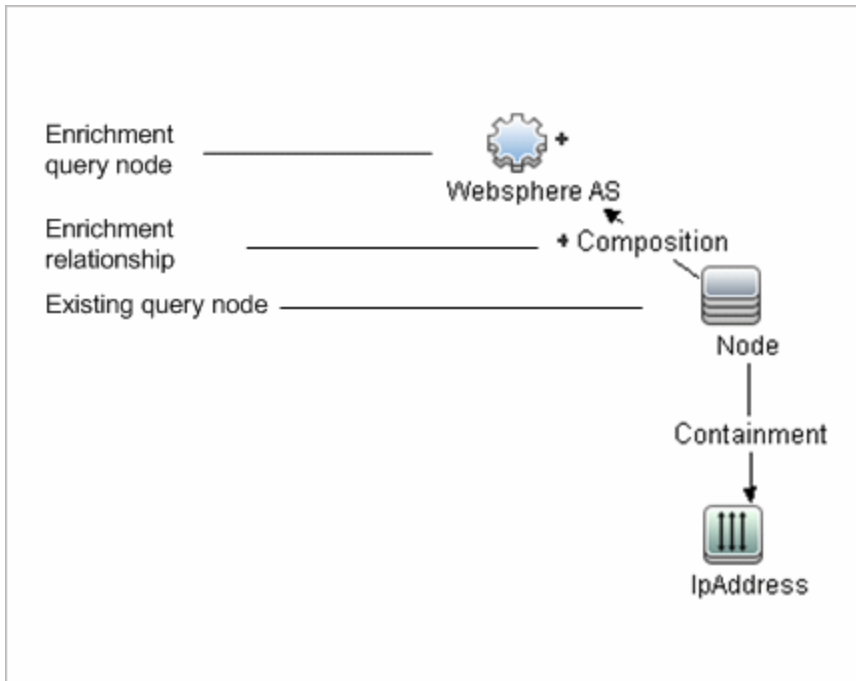 Enrichment
query node
Websphere AS
Enrichment
relationship
+ Composition
Existing query node
Node
Containment
IpAddress